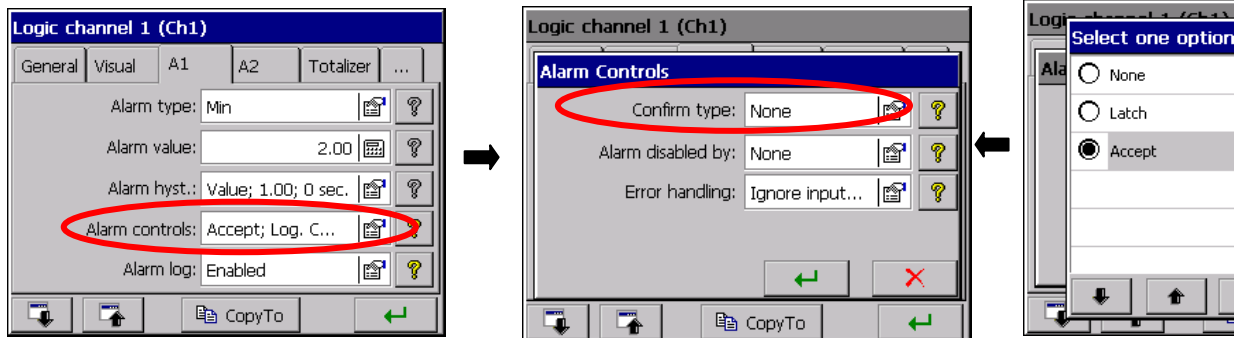 Logic channel 1 (Ch1)
General Visual A1 A2 Totalizer ...
Alarm type: Min
Alarm value: 2.00
Alarm hyst.: Value; 1.00; 0 sec.
Alarm controls: Accept; Log. C...
Alarm log: Enabled
CopyTo
Logic channel 1 (Ch1)
Alarm Controls
Confirm type: None
Alarm disabled by: None
Error handling: Ignore input...
CopyTo
Select one option
None
Latch
Accept